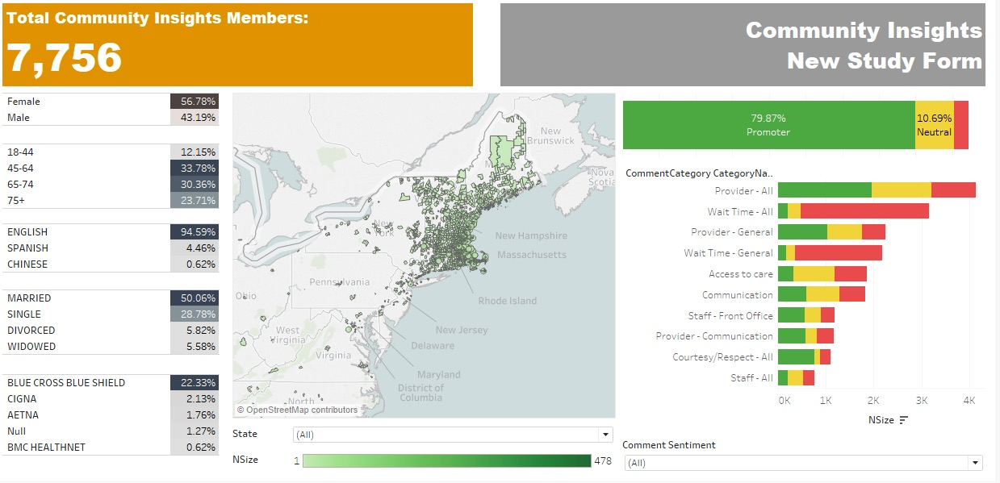 Total Community Insights Members:
7,756
Community Insights
New Study Form
Female 56.78%
Male 43.19%
18-44 12.15%
45-64 33.78%
65-74 30.36%
75+ 23.71%
ENGLISH 94.59%
SPANISH 4.46%
CHINESE 0.62%
MARRIED 50.06%
SINGLE 28.78%
DIVORCED 5.82%
WIDOWED 5.58%
BLUE CROSS BLUE SHIELD 22.33%
CIGNA 2.13%
AETNA 1.76%
Null 1.27%
BMC HEALTHNET 0.62%
New
Brunswick
Nova
Scotia
New
York
New Hampshire
Massachusetts
Pennsylvania
Ohio
Rhode Island
West
Virginia
New Jersey
Delaware
Virginia
Maryland
District of
Columbia
North
© OpenStreetMap contributors
State (All)
NSize 1 478
79.87%
Promoter
10.69%
Neutral
CommentCategory CategoryNa..
Provider - All
Wait Time - All
Provider - General
Wait Time - General
Access to care
Communication
Staff - Front Office
Provider - Communication
Courtesy/Respect - All
Staff - All
0K 1K 2K 3K 4K
NSize
Comment Sentiment
(All)